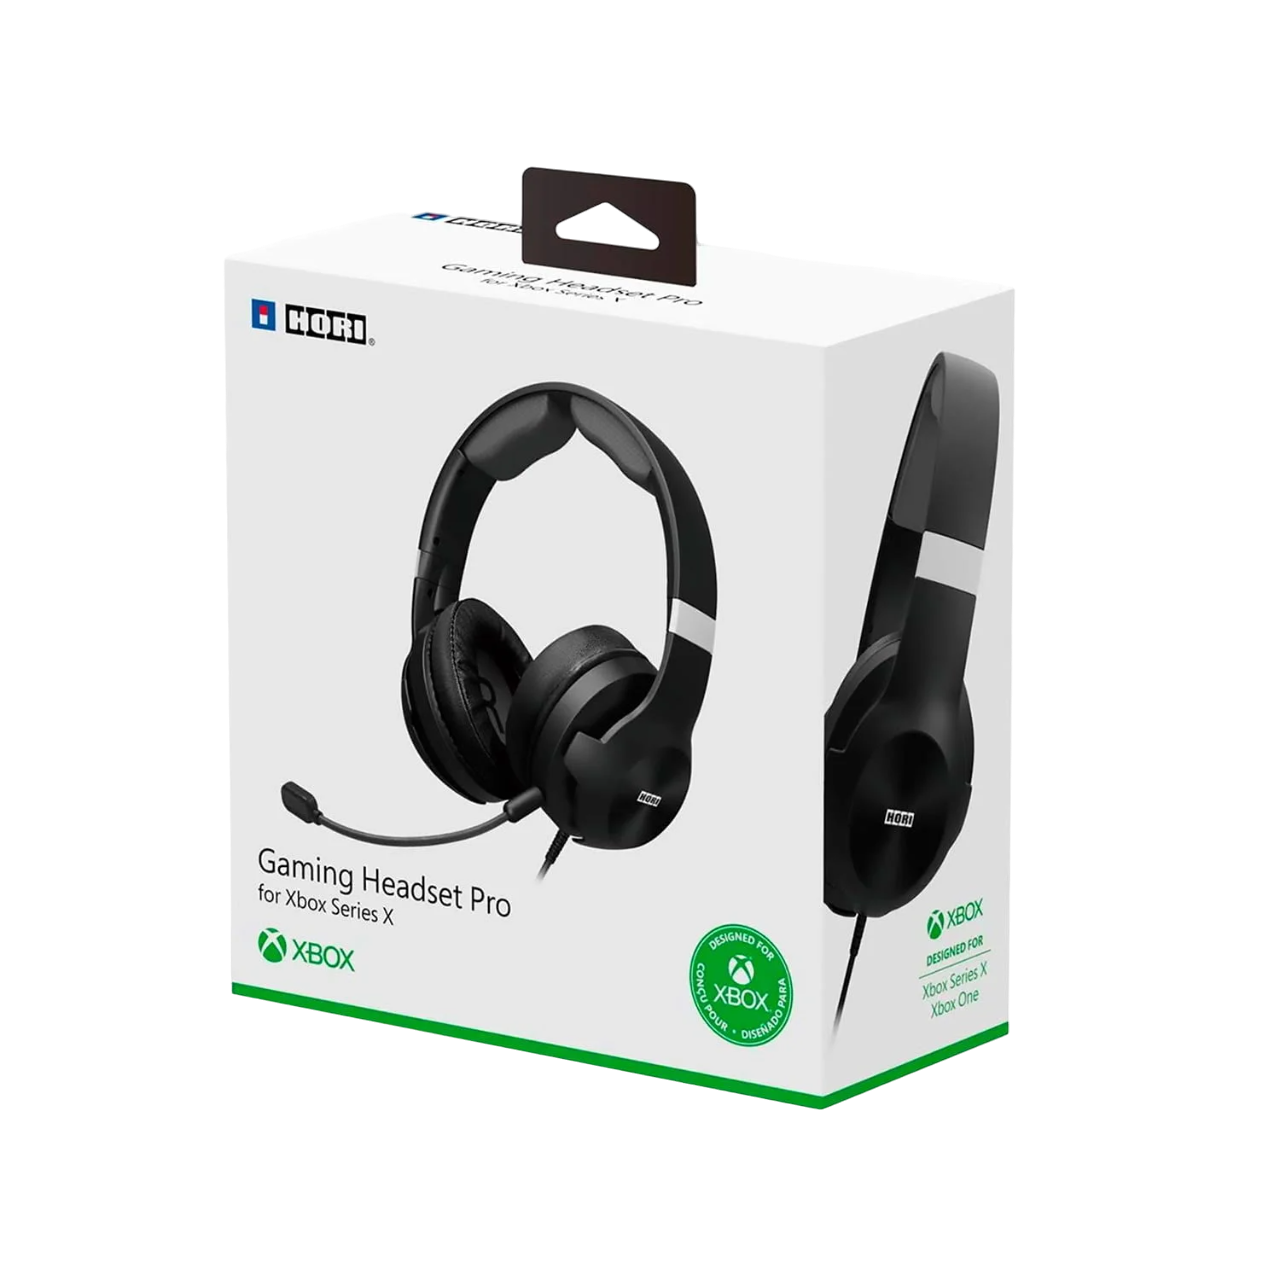 HORI
Gaming Headset Pro
for Xbox Series X
HORI®
HORI
HORI
Gaming Headset Pro
for Xbox Series X
XBOX
DESIGNED FOR
XBOX
CONÇU POUR • DISEÑADO PARA
XBOX
DESIGNED FOR
Xbox Series X
Xbox One